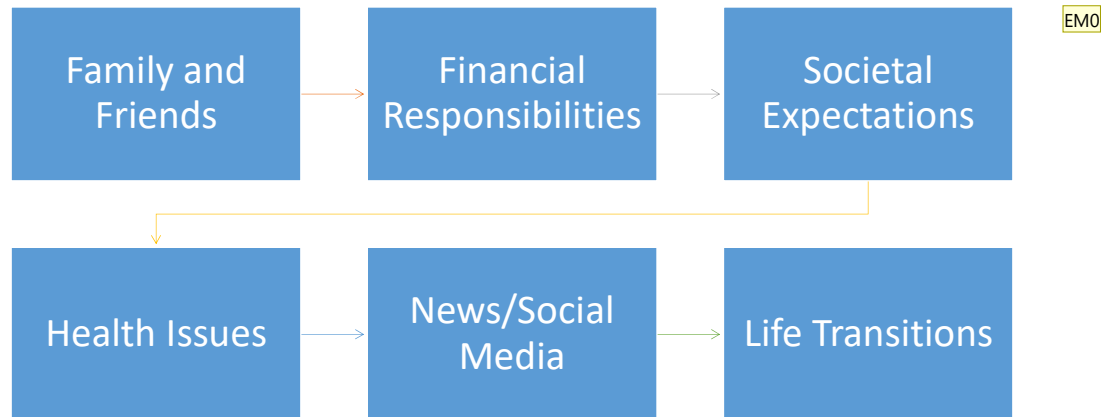 Family and
Friends
Financial
Responsibilities
Societal
Expectations
Health Issues
News/Social
Media
Life Transitions
EM0